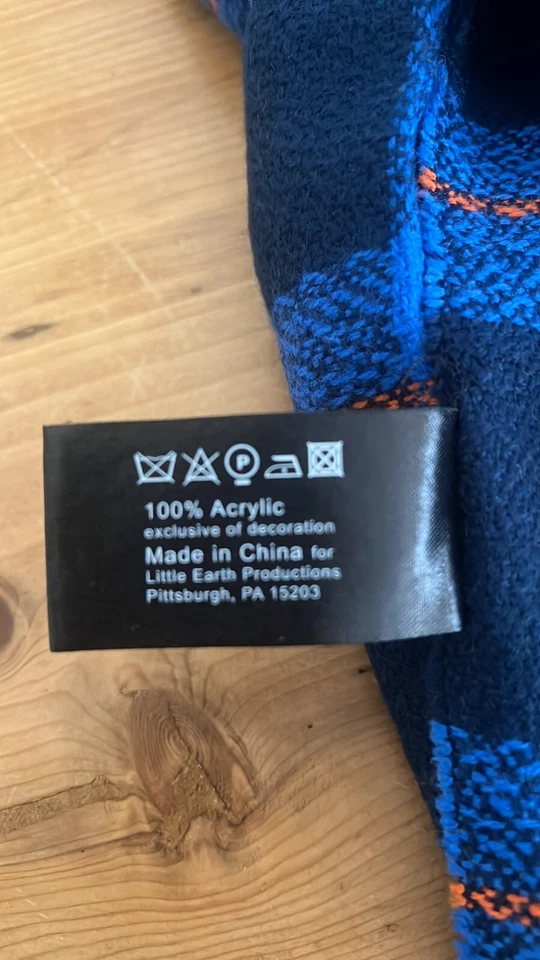 P
100% Acrylic
exclusive of decoration
Made in China for
Little Earth Productions
Pittsburgh, PA 15203